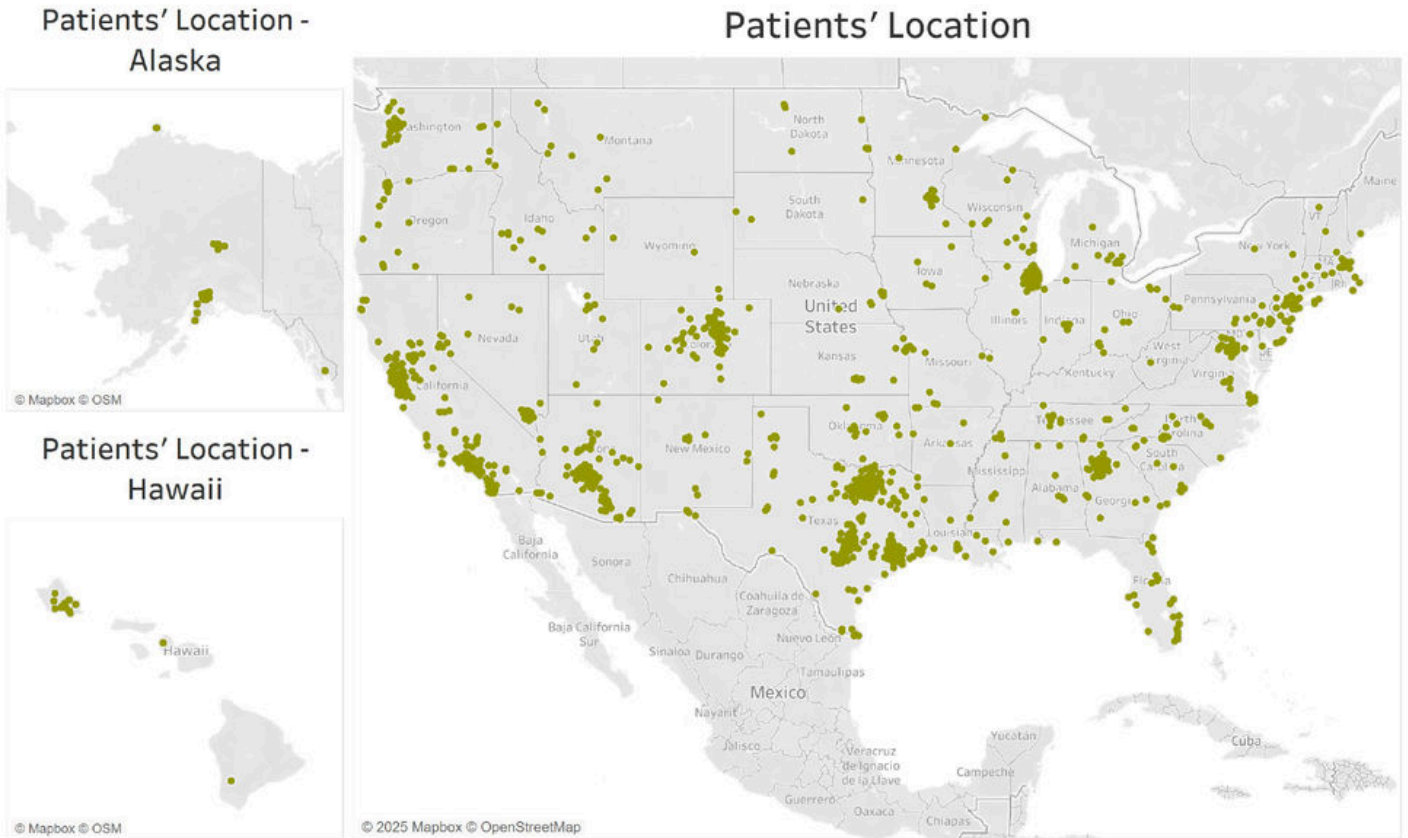 Patients' Location -
Alaska
© Mapbox © OSM
Patients' Location -
Hawaii
Hawaii
© Mapbox © OSM
Patients' Location
Washington
Montana
North
Dakota
Minnesota
Maine
Oregon
Idaho
South
Dakota
Wisconsin
Michigan
VT
New York
Wyoming
Iowa
MA
RI
Nebraska
United
States
Nevada
Utah
Colorado
Illinois
Indiana
Ohio
Pennsylvania
MD
DE
California
Kansas
Missouri
West
Virginia
Virginia
Kentucky
Arizona
New Mexico
Oklahoma
Arkansas
Tennessee
North
Carolina
South
Carolina
Mississippi
Alabama
Georgia
Texas
Louisiana
Florida
Baja
California
Sonora
Chihuahua
Coahuila de
Zaragoza
Baja California
Sur
Nuevo León
Sinaloa
Durango
Tamaulipas
Mexico
Nayarit
Jalisco
Veracruz
de Ignacio
de la Llave
Yucatán
Campeche
Cuba
Guerrero
Oaxaca
Chiapas
© 2025 Mapbox © OpenStreetMap